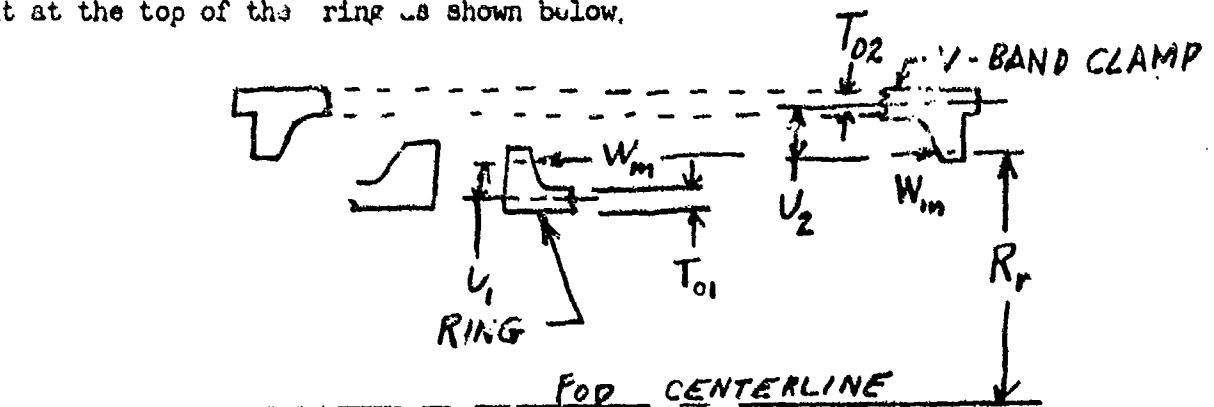 t at the top of the ring as shown below.
T02
V-BAND CLAMP
Wm
Wm
U1
U2
T01
Rr
RING
POD CENTERLINE